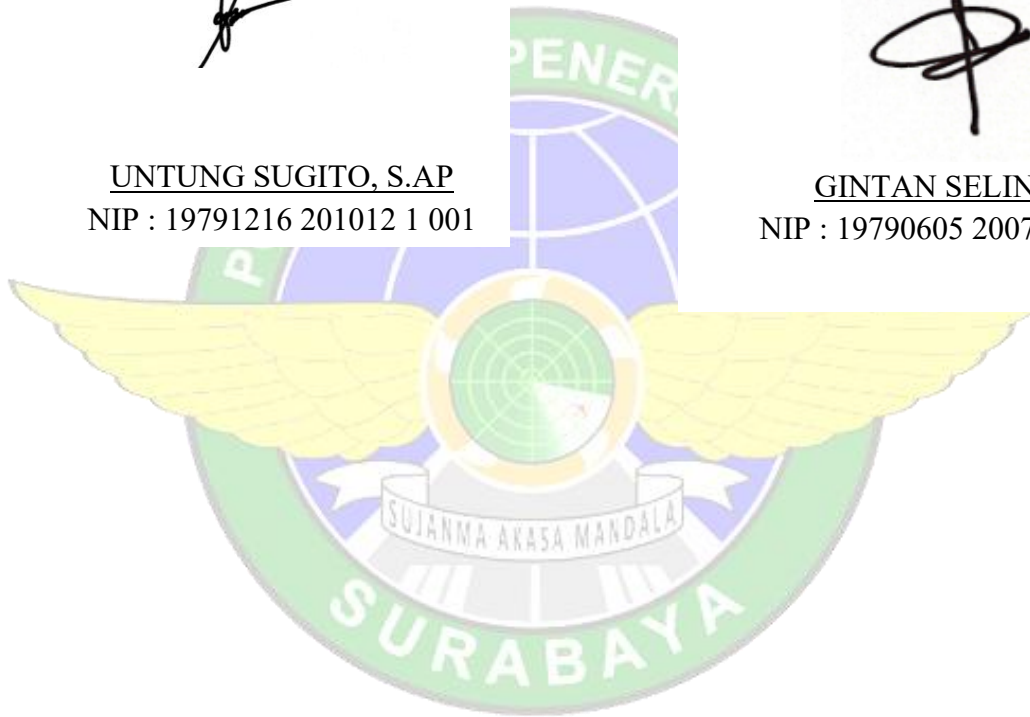 UNTUNG SUGITO, S.AP
NIP : 19791216 201012 1 001
GINTAN SELIN
NIP : 19790605 2007
PENER
SUJANMA AKASA MANDALA
SURABAYA